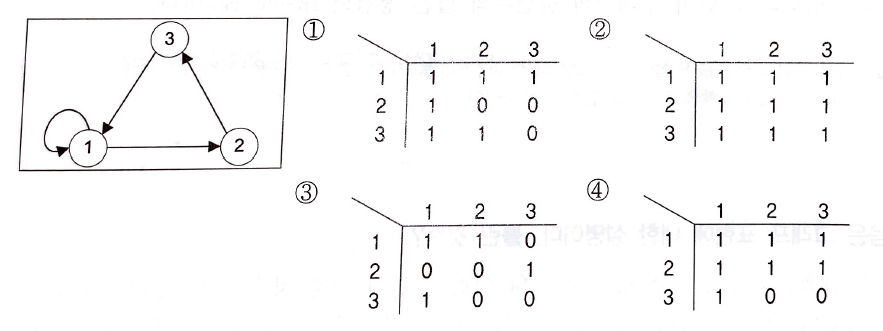 3
1
2
①
1 2 3
1 1 1 1
2 1 0 0
3 1 1 0
②
1 2 3
1 1 1 1
2 1 1 1
3 1 1 1
③
1 2 3
1 1 1 0
2 0 0 1
3 1 0 0
④
1 2 3
1 1 1 1
2 1 1 1
3 1 0 0